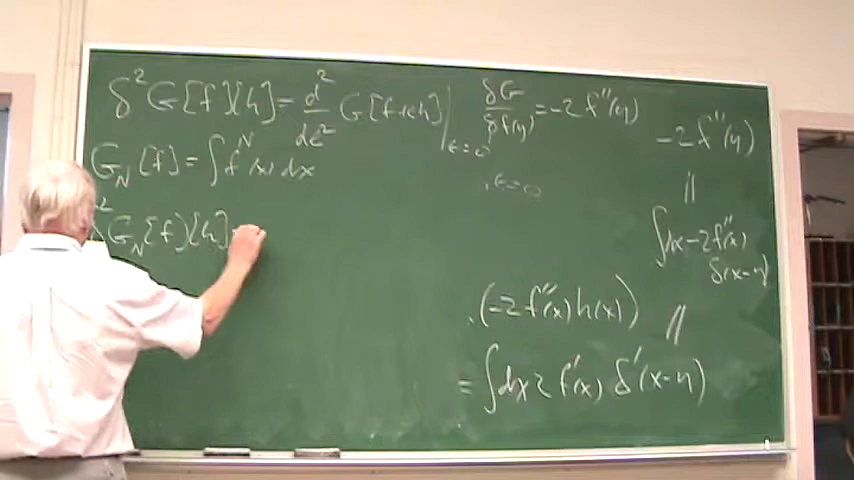 δ²G[f][h] = d²/dε² G[f+εh]|ε=0
G_N[f] = ∫f^N(x)dx
δ²G_N[f][h] =
δG/δf(y) = -2f''(y)
.ε=0
.(-2f''(x)h(x))
= ∫dx 2f'(x) δ'(x-y)
-2f''(y)
||
∫dx -2f''(x)
δ(x-y)
||